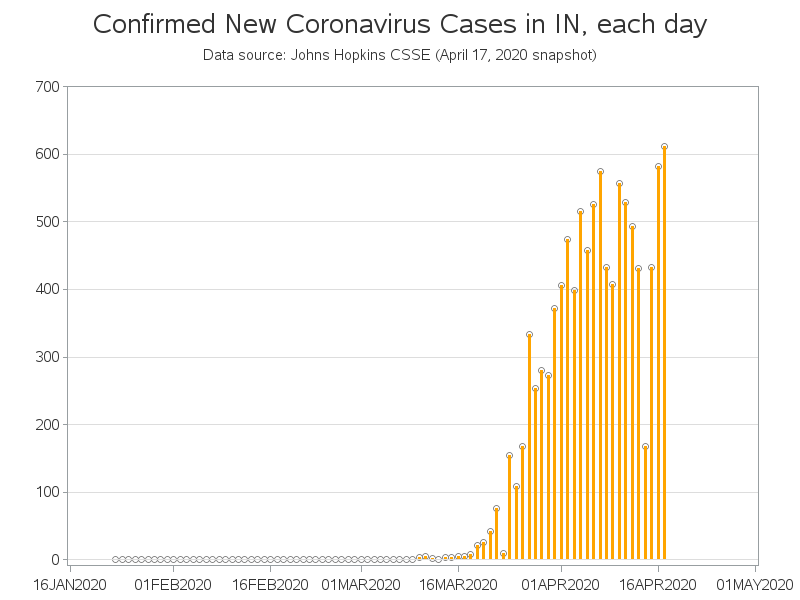 Confirmed New Coronavirus Cases in IN, each day
Data source: Johns Hopkins CSSE (April 17, 2020 snapshot)
700
600
500
400
300
200
100
0
16JAN2020 01FEB2020 16FEB2020 01MAR2020 16MAR2020 01APR2020 16APR2020 01MAY2020